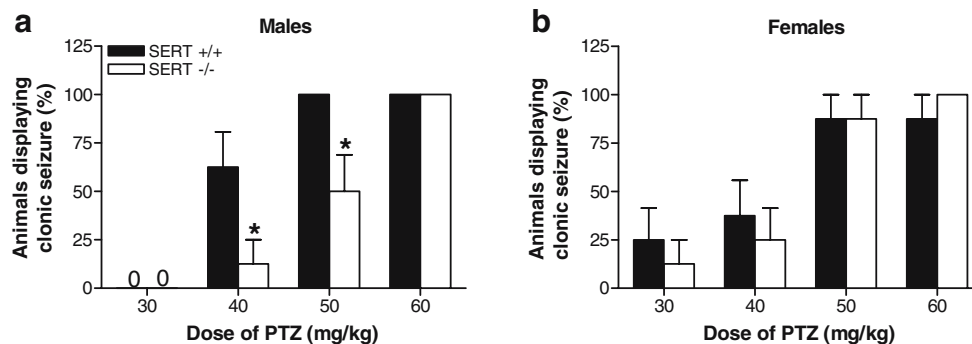 a
Males
SERT +/+
SERT -/-
Animals displaying
clonic seizure (%)
125
100
75
50
25
0
0 0
*
*
30 40 50 60
Dose of PTZ (mg/kg)
b
Females
Animals displaying
clonic seizure (%)
125
100
75
50
25
0
30 40 50 60
Dose of PTZ (mg/kg)